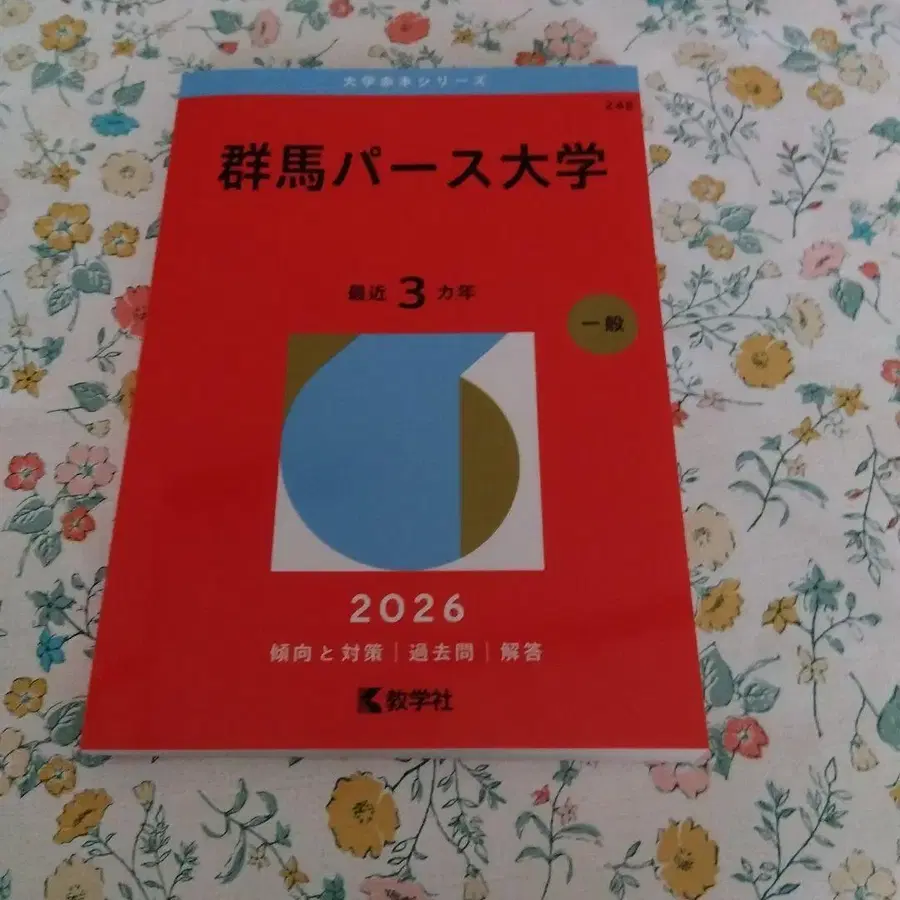 大学赤本シリーズ
248
群馬パース大学
最近 3 カ年
一般
2026
傾向と対策|過去問|解答
教学社